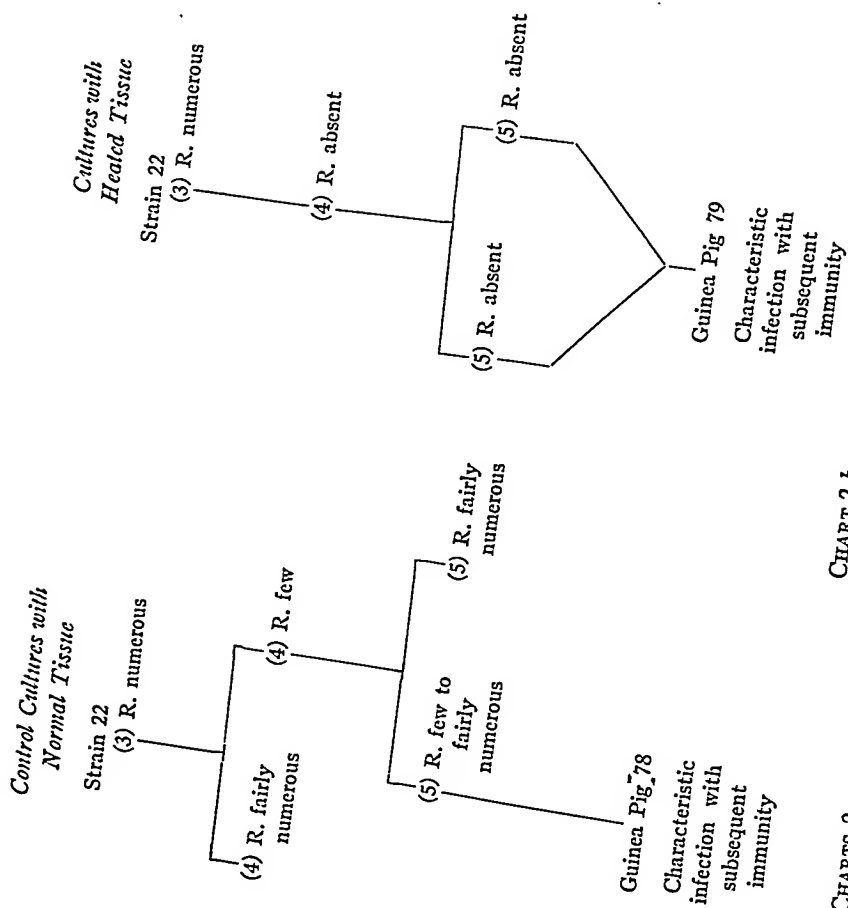 Control Cultures with
Normal Tissue
Strain 22
(3) R. numerous
(4) R. fairly
numerous
(4) R. few
(5) R. few to
fairly
numerous
(5) R. fairly
numerous
Guinea Pig 78
Characteristic
infection with
subsequent
immunity
Cultures with
Heated Tissue
Strain 22
(3) R. numerous
(4) R. absent
(5) R. absent
(5) R. absent
Guinea Pig 79
Characteristic
infection with
subsequent
immunity
CHART 2